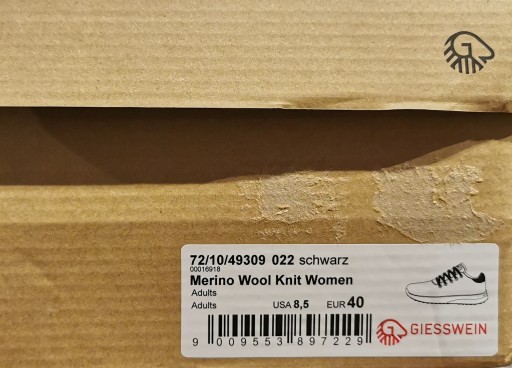 72/10/49309 022 schwarz
00016918
Merino Wool Knit Women
Adults
Adults USA 8,5 EUR 40
9 009553 897229
GIESSWEIN